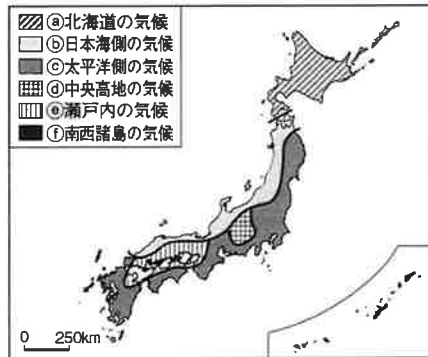 ⓐ北海道の気候
ⓑ日本海側の気候
ⓒ太平洋側の気候
ⓓ中央高地の気候
ⓔ瀬戸内の気候
ⓕ南西諸島の気候
0 250km